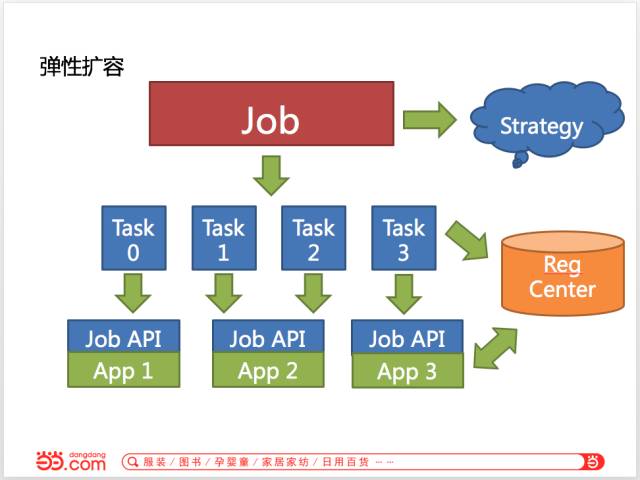 弹性扩容
Job
Strategy
Task
0
Task
1
Task
2
Task
3
Reg
Center
Job API
App 1
Job API
App 2
Job API
App 3
dangdang
当当.com
服装 / 图书 / 孕婴童 / 家居家纺 / 日用百货 ··· ···
当